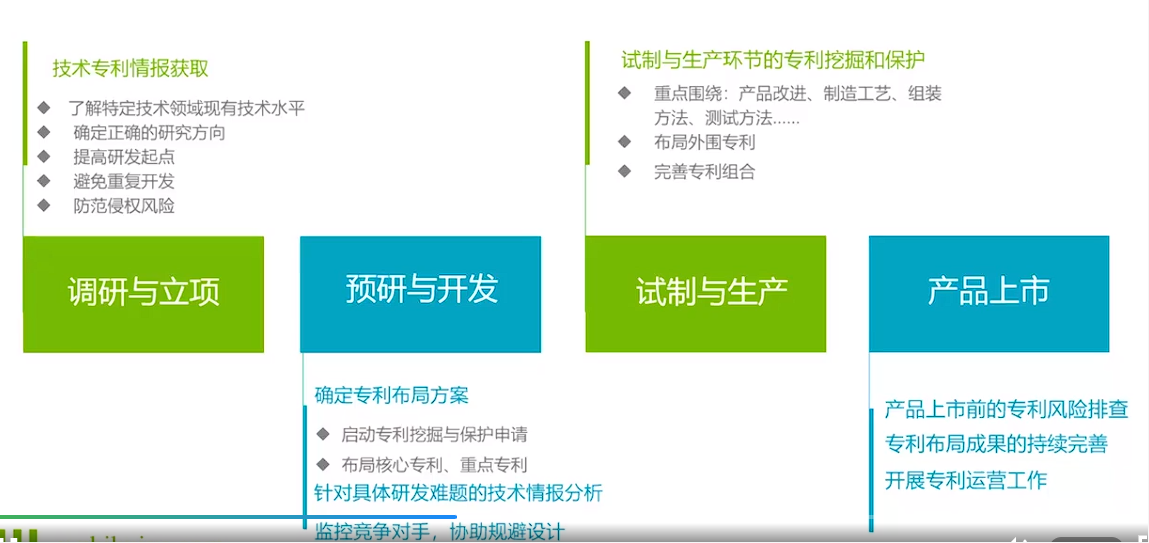 技术专利情报获取
◆ 了解特定技术领域现有技术水平
◆ 确定正确的研究方向
◆ 提高研发起点
◆ 避免重复开发
◆ 防范侵权风险
试制与生产环节的专利挖掘和保护
◆ 重点围绕：产品改进、制造工艺、组装
方法、测试方法……
◆ 布局外围专利
◆ 完善专利组合
调研与立项
预研与开发
试制与生产
产品上市
确定专利布局方案
◆ 启动专利挖掘与保护申请
◆ 布局核心专利、重点专利
针对具体研发难题的技术情报分析
监控竞争对手，协助规避设计
产品上市前的专利风险排查
专利布局成果的持续完善
开展专利运营工作